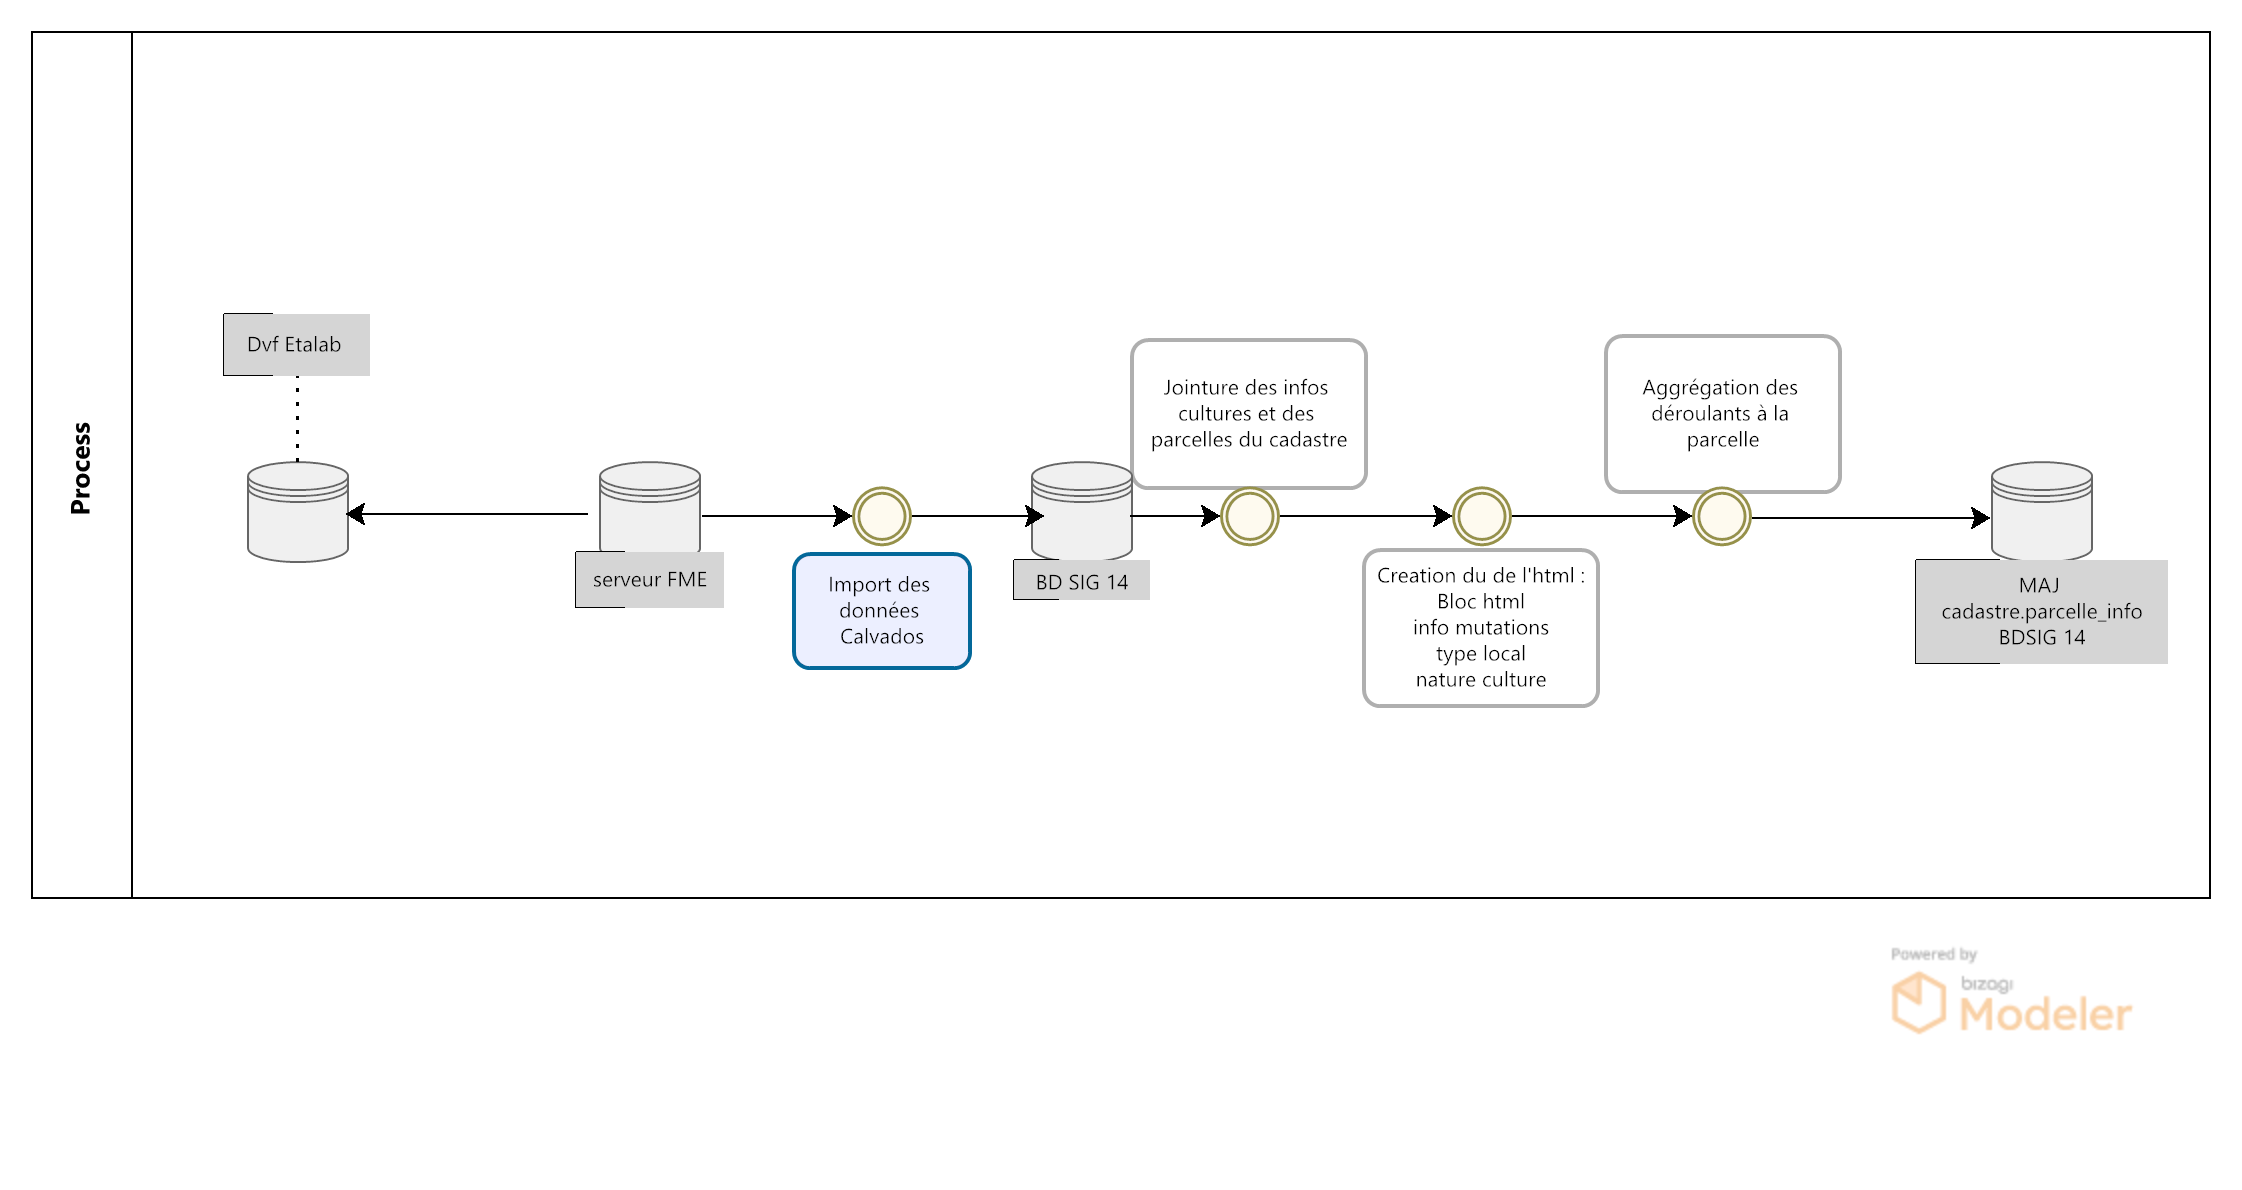 Process
Dvf Etalab
serveur FME
Import des
données
Calvados
BD SIG 14
Jointure des infos
cultures et des
parcelles du cadastre
Creation du de l'html :
Bloc html
info mutations
type local
nature culture
Aggrégation des
déroulants à la
parcelle
MAJ
cadastre.parcelle_info
BDSIG 14
Powered by
bizagi
Modeler